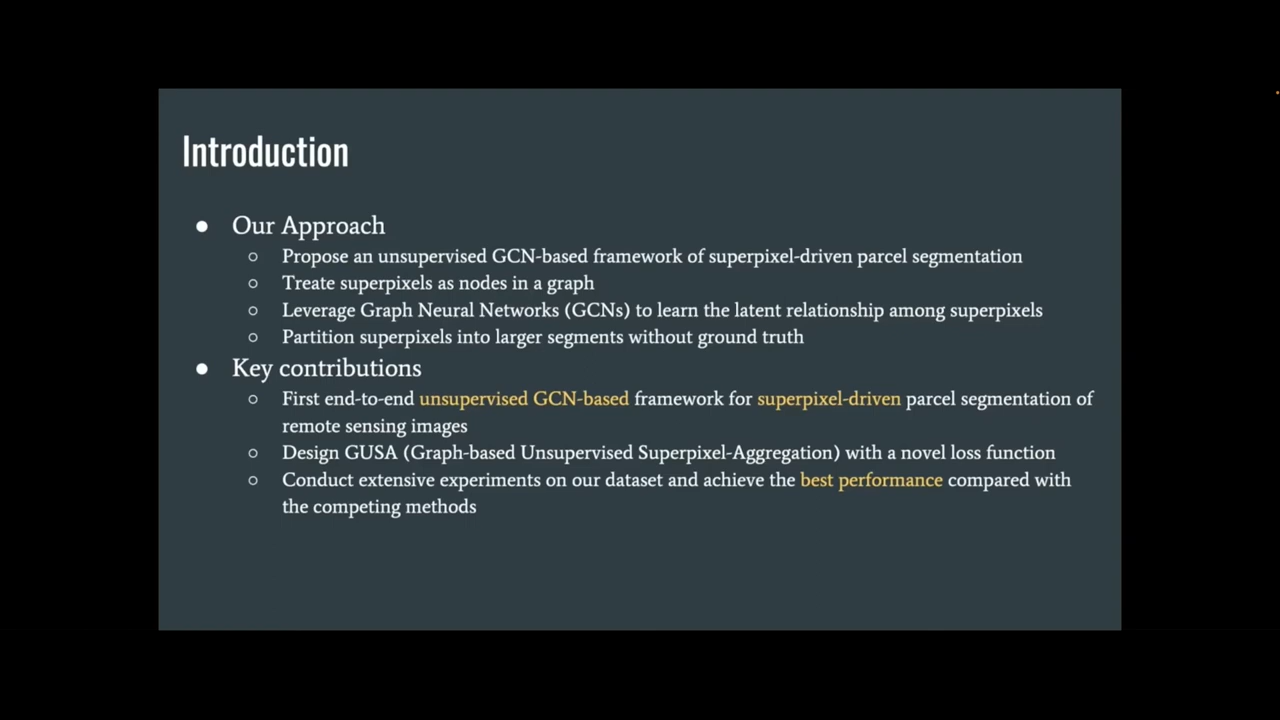 Introduction
● Our Approach
○ Propose an unsupervised GCN-based framework of superpixel-driven parcel segmentation
○ Treate superpixels as nodes in a graph
○ Leverage Graph Neural Networks (GCNs) to learn the latent relationship among superpixels
○ Partition superpixels into larger segments without ground truth
● Key contributions
○ First end-to-end unsupervised GCN-based framework for superpixel-driven parcel segmentation of
remote sensing images
○ Design GUSA (Graph-based Unsupervised Superpixel-Aggregation) with a novel loss function
○ Conduct extensive experiments on our dataset and achieve the best performance compared with
the competing methods